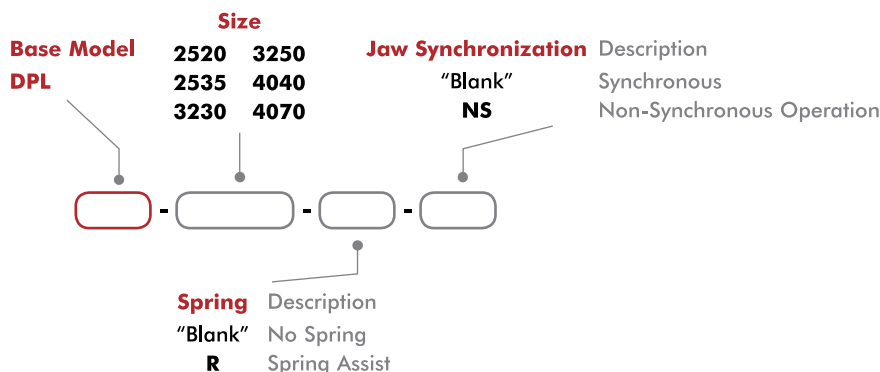 Size
Base Model
DPL
2520 3250
2535 4040
3230 4070
Jaw Synchronization Description
"Blank" Synchronous
NS Non-Synchronous Operation
- - -
Spring Description
"Blank" No Spring
R Spring Assist